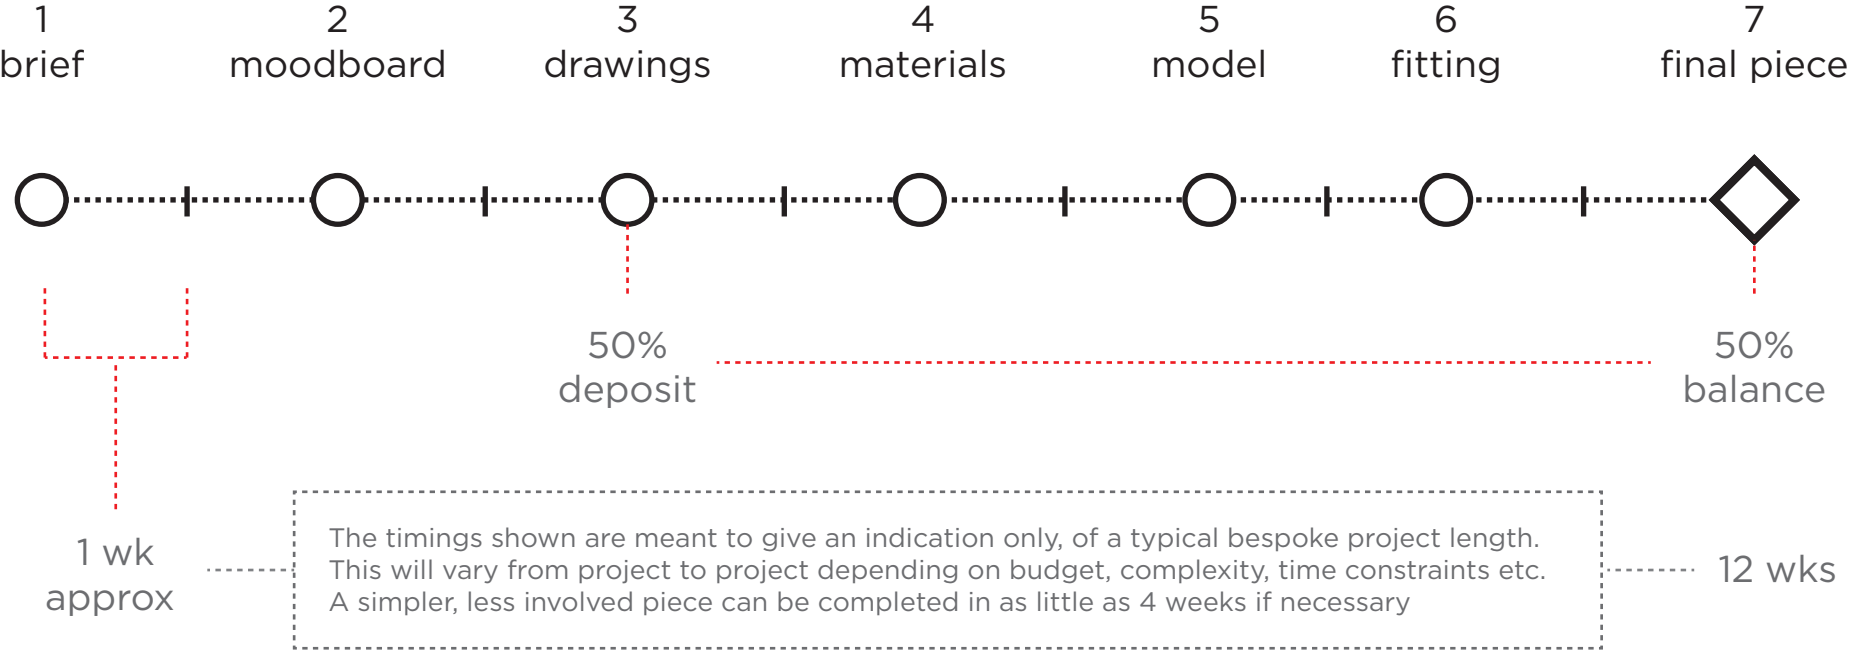 1
brief
2
moodboard
3
drawings
4
materials
5
model
6
fitting
7
final piece
50%
deposit
50%
balance
1 wk
approx
The timings shown are meant to give an indication only, of a typical bespoke project length.
This will vary from project to project depending on budget, complexity, time constraints etc.
A simpler, less involved piece can be completed in as little as 4 weeks if necessary
12 wks